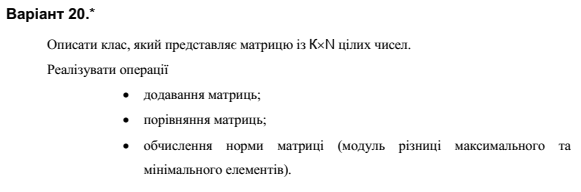 Варіант 20.*
Описати клас, який представляє матрицю із K×N цілих чисел.
Реалізувати операції
• додавання матриць;
• порівняння матриць;
• обчислення норми матриці (модуль різниці максимального та
мінімального елементів).